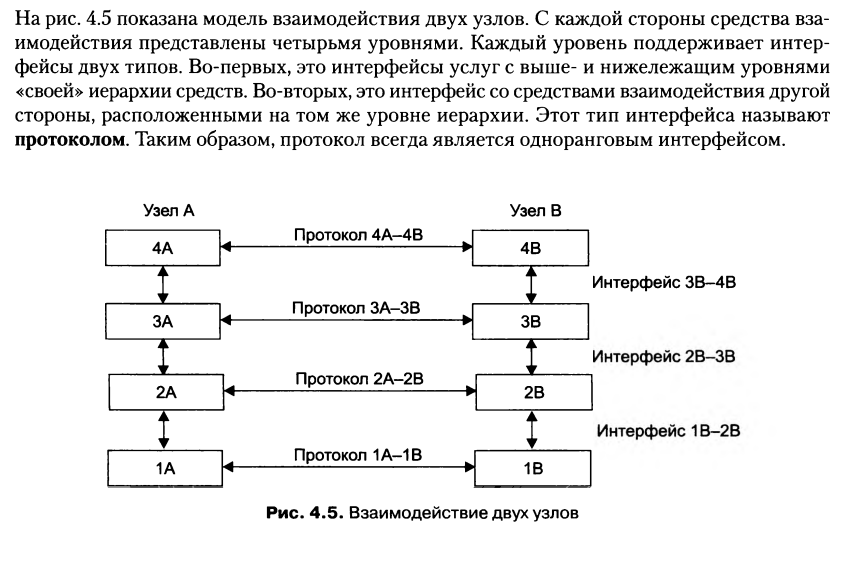 На рис. 4.5 показана модель взаимодействия двух узлов. С каждой стороны средства вза-
имодействия представлены четырьмя уровнями. Каждый уровень поддерживает интер-
фейсы двух типов. Во-первых, это интерфейсы услуг с выше- и нижележащим уровнями
«своей» иерархии средств. Во-вторых, это интерфейс со средствами взаимодействия другой
стороны, расположенными на том же уровне иерархии. Этот тип интерфейса называют
протоколом. Таким образом, протокол всегда является одноранговым интерфейсом.
Узел А
Узел В
4А
Протокол 4А–4В
4В
Интерфейс 3В–4В
3А
Протокол 3А–3В
3В
Интерфейс 2В–3В
2А
Протокол 2А–2В
2В
Интерфейс 1В–2В
1А
Протокол 1А–1В
1В
Рис. 4.5. Взаимодействие двух узлов